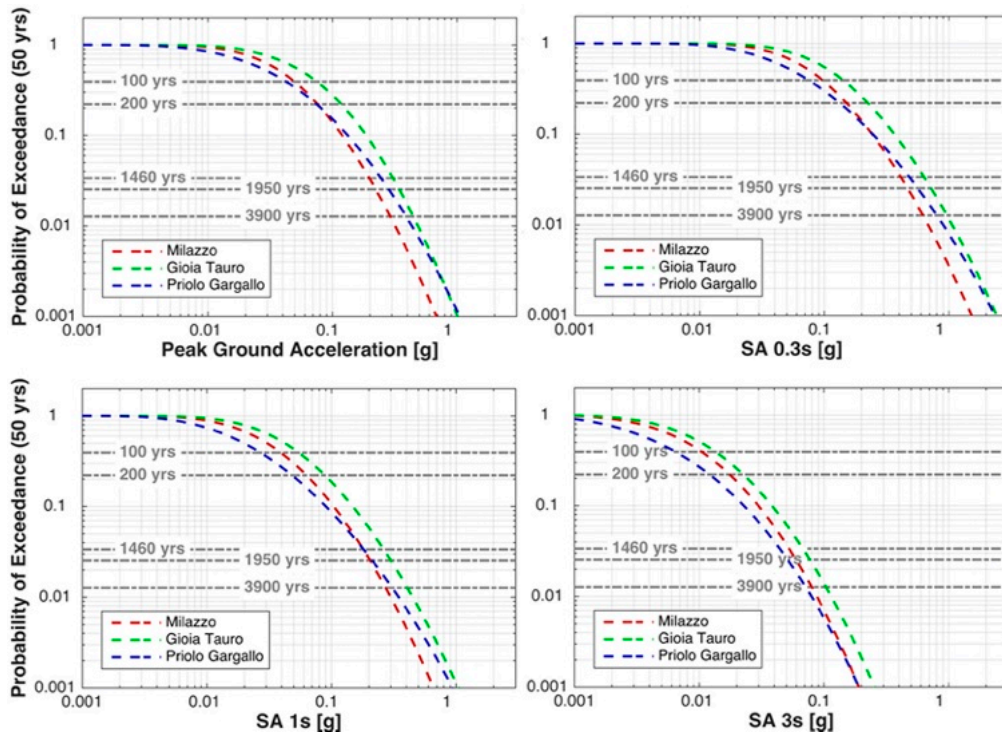 Probability of Exceedance (50 yrs)
1
0.1
0.01
0.001
100 yrs
200 yrs
1460 yrs
1950 yrs
3900 yrs
Milazzo
Gioia Tauro
Priolo Gargallo
0.001
0.01
0.1
1
Peak Ground Acceleration [g]
1
0.1
0.01
0.001
100 yrs
200 yrs
1460 yrs
1950 yrs
3900 yrs
Milazzo
Gioia Tauro
Priolo Gargallo
0.001
0.01
0.1
1
SA 0.3s [g]
Probability of Exceedance (50 yrs)
1
0.1
0.01
0.001
100 yrs
200 yrs
1460 yrs
1950 yrs
3900 yrs
Milazzo
Gioia Tauro
Priolo Gargallo
0.001
0.01
0.1
1
SA 1s [g]
1
0.1
0.01
0.001
100 yrs
200 yrs
1460 yrs
1950 yrs
3900 yrs
Milazzo
Gioia Tauro
Priolo Gargallo
0.001
0.01
0.1
1
SA 3s [g]